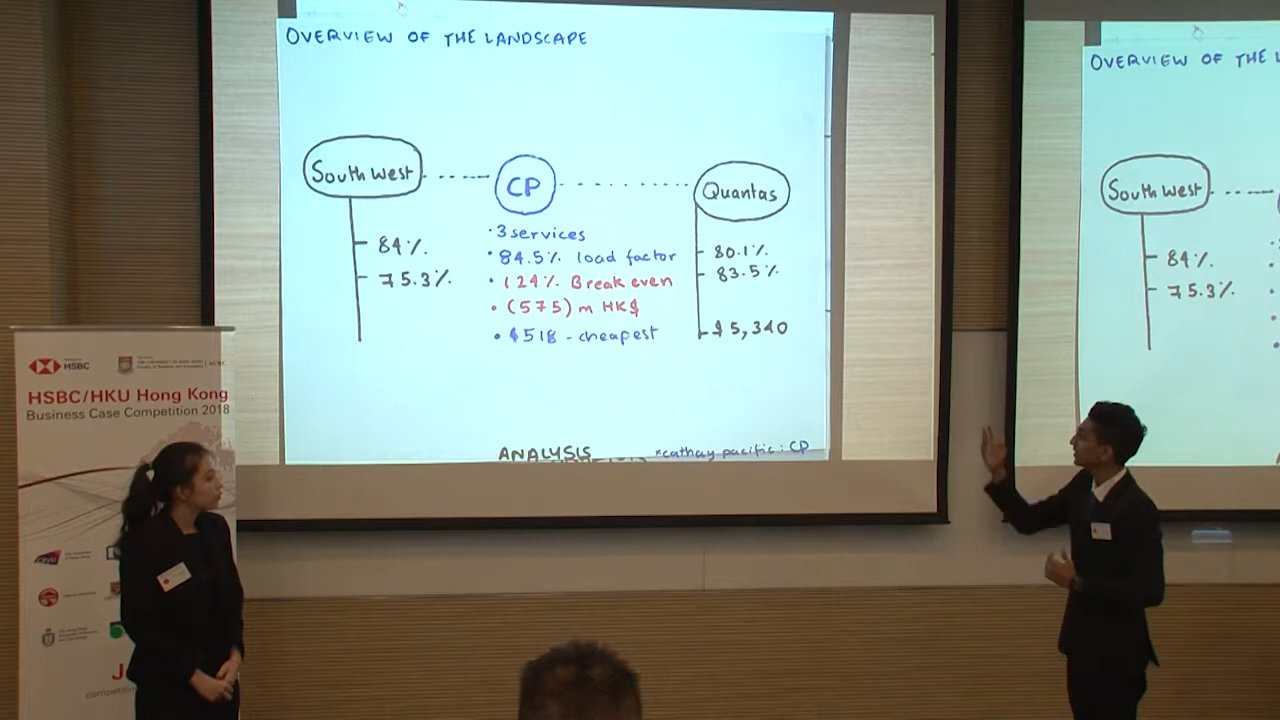 OVERVIEW OF THE LANDSCAPE
South West
CP
Quantas
84%
75.3%
• 3 services
• 84.5% load factor
• 124% Break even
• (575) m HK$
• $518 - cheapest
80.1%
83.5%
$5,340
ANALYSIS
*cathay pacific: CP
OVERVIEW OF THE
South West
84%
75.3%
HSBC
HSBC/HKU Hong Kong
Business Case Competition 2018